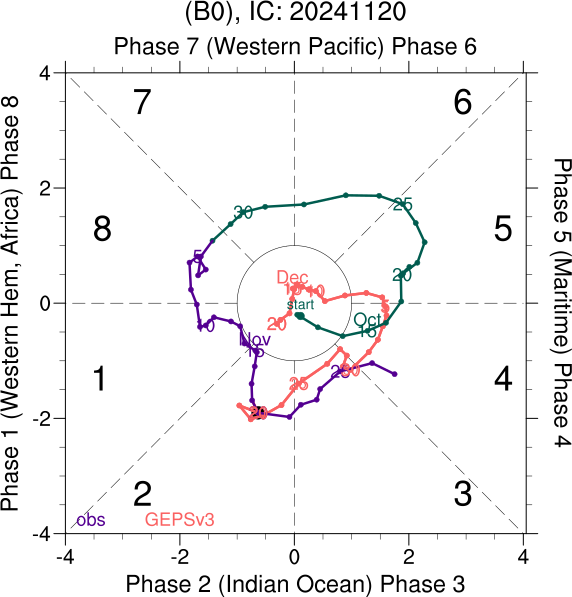 (B0), IC: 20241120
Phase 7 (Western Pacific) Phase 6
Phase 1 (Western Hem, Africa) Phase 8
Phase 5 (Maritime) Phase 4
4
2
0
-2
-4
7
6
8
5
1
4
2
3
30
25
5
20
Dec
start
Oct
15
20
Nov
15
25
30
25
20
obs
GEPSv3
-4
-2
0
2
4
Phase 2 (Indian Ocean) Phase 3